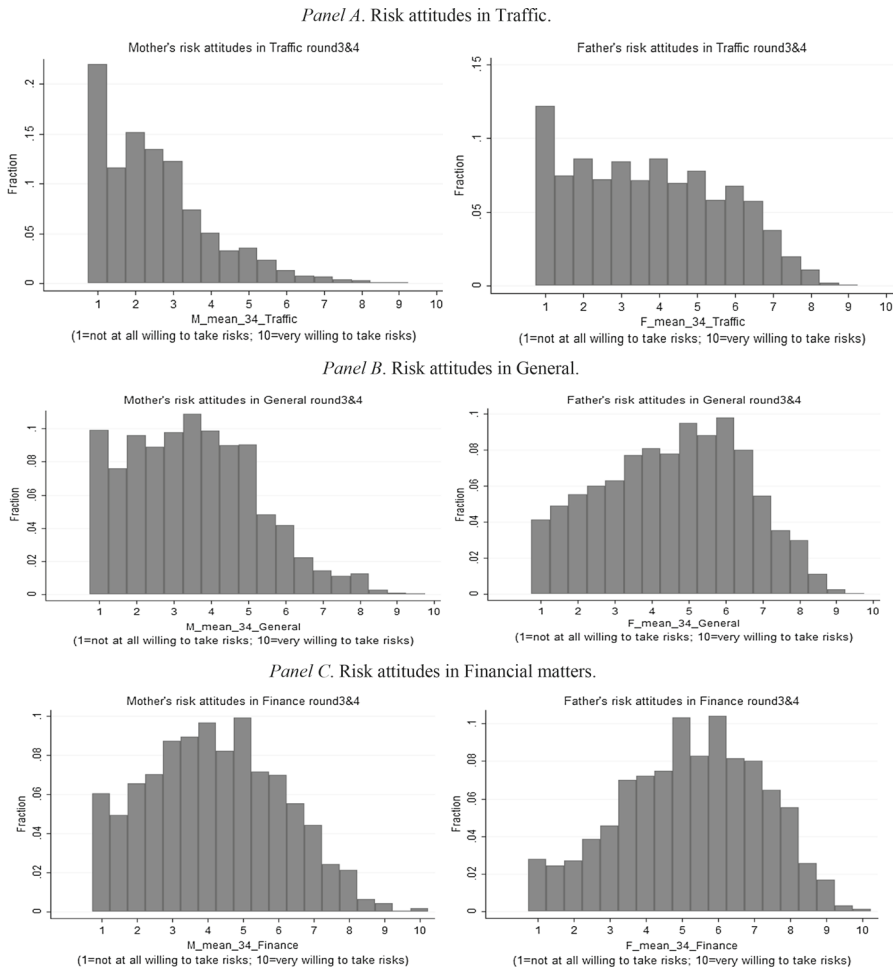 Panel A. Risk attitudes in Traffic.
Mother's risk attitudes in Traffic round3&4
Fraction
.2
.15
.1
.05
0
1 2 3 4 5 6 7 8 9 10
M_mean_34_Traffic
(1=not at all willing to take risks; 10=very willing to take risks)
Father's risk attitudes in Traffic round3&4
Fraction
.15
.1
.05
0
1 2 3 4 5 6 7 8 9 10
F_mean_34_Traffic
(1=not at all willing to take risks; 10=very willing to take risks)
Panel B. Risk attitudes in General.
Mother's risk attitudes in General round3&4
Fraction
.1
.08
.06
.04
.02
0
1 2 3 4 5 6 7 8 9 10
M_mean_34_General
(1=not at all willing to take risks; 10=very willing to take risks)
Father's risk attitudes in General round3&4
Fraction
.1
.08
.06
.04
.02
0
1 2 3 4 5 6 7 8 9 10
F_mean_34_General
(1=not at all willing to take risks; 10=very willing to take risks)
Panel C. Risk attitudes in Financial matters.
Mother's risk attitudes in Finance round3&4
Fraction
.1
.08
.06
.04
.02
0
1 2 3 4 5 6 7 8 9 10
M_mean_34_Finance
(1=not at all willing to take risks; 10=very willing to take risks)
Father's risk attitudes in Finance round3&4
Fraction
.1
.08
.06
.04
.02
0
1 2 3 4 5 6 7 8 9 10
F_mean_34_Finance
(1=not at all willing to take risks; 10=very willing to take risks)